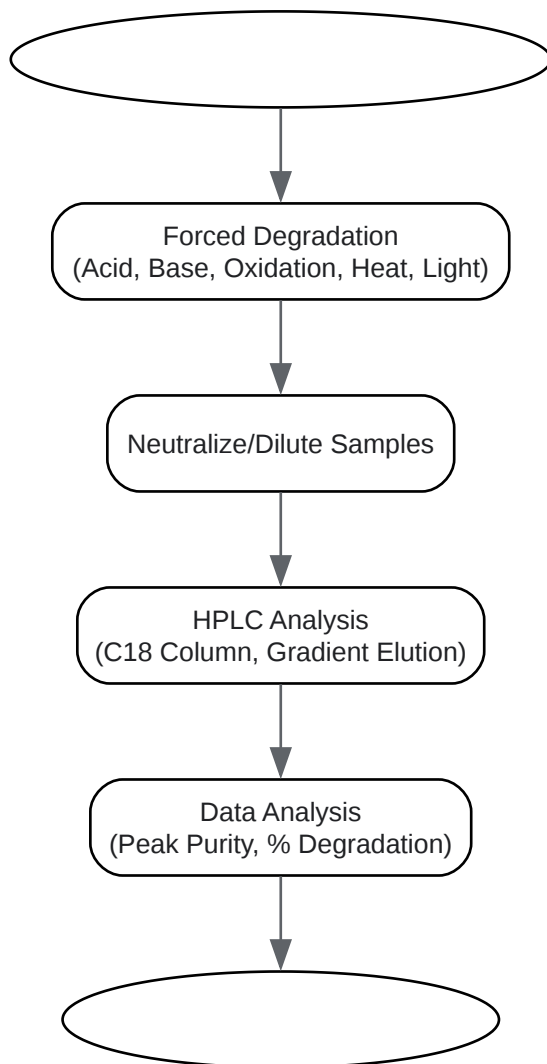 Forced Degradation
(Acid, Base, Oxidation, Heat, Light)
Neutralize/Dilute Samples
HPLC Analysis
(C18 Column, Gradient Elution)
Data Analysis
(Peak Purity, % Degradation)